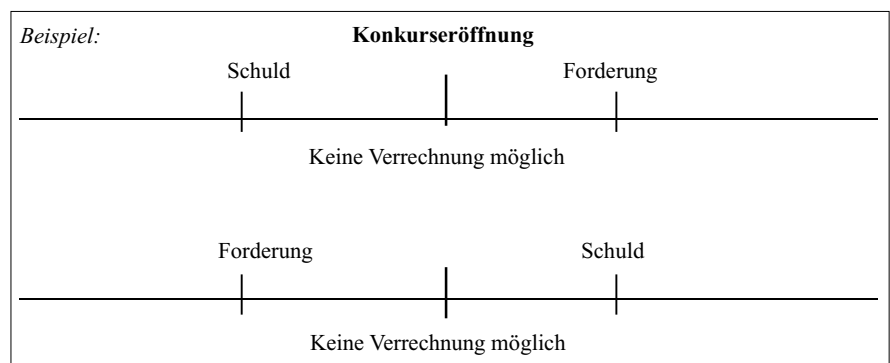 Beispiel: Konkurseröffnung
Schuld Forderung
Keine Verrechnung möglich
Forderung Schuld
Keine Verrechnung möglich